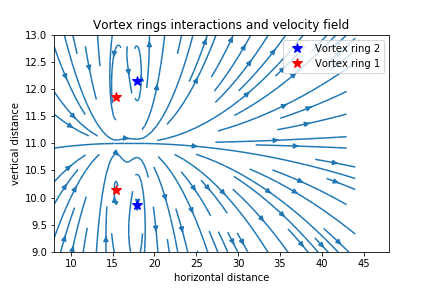 Vortex rings interactions and velocity field
Vortex ring 2
Vortex ring 1
vertical distance
13.0
12.5
12.0
11.5
11.0
10.5
10.0
9.5
9.0
10 15 20 25 30 35 40 45
horizontal distance